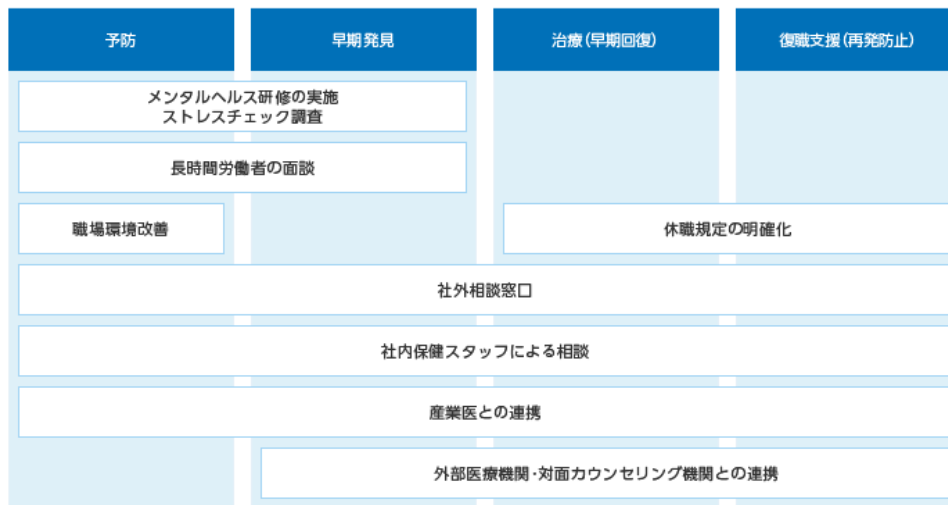 予防
早期発見
治療(早期回復)
復職支援(再発防止)
メンタルヘルス研修の実施
ストレスチェック調査
長時間労働者の面談
職場環境改善
休職規定の明確化
社外相談窓口
社内保健スタッフによる相談
産業医との連携
外部医療機関・対面カウンセリング機関との連携